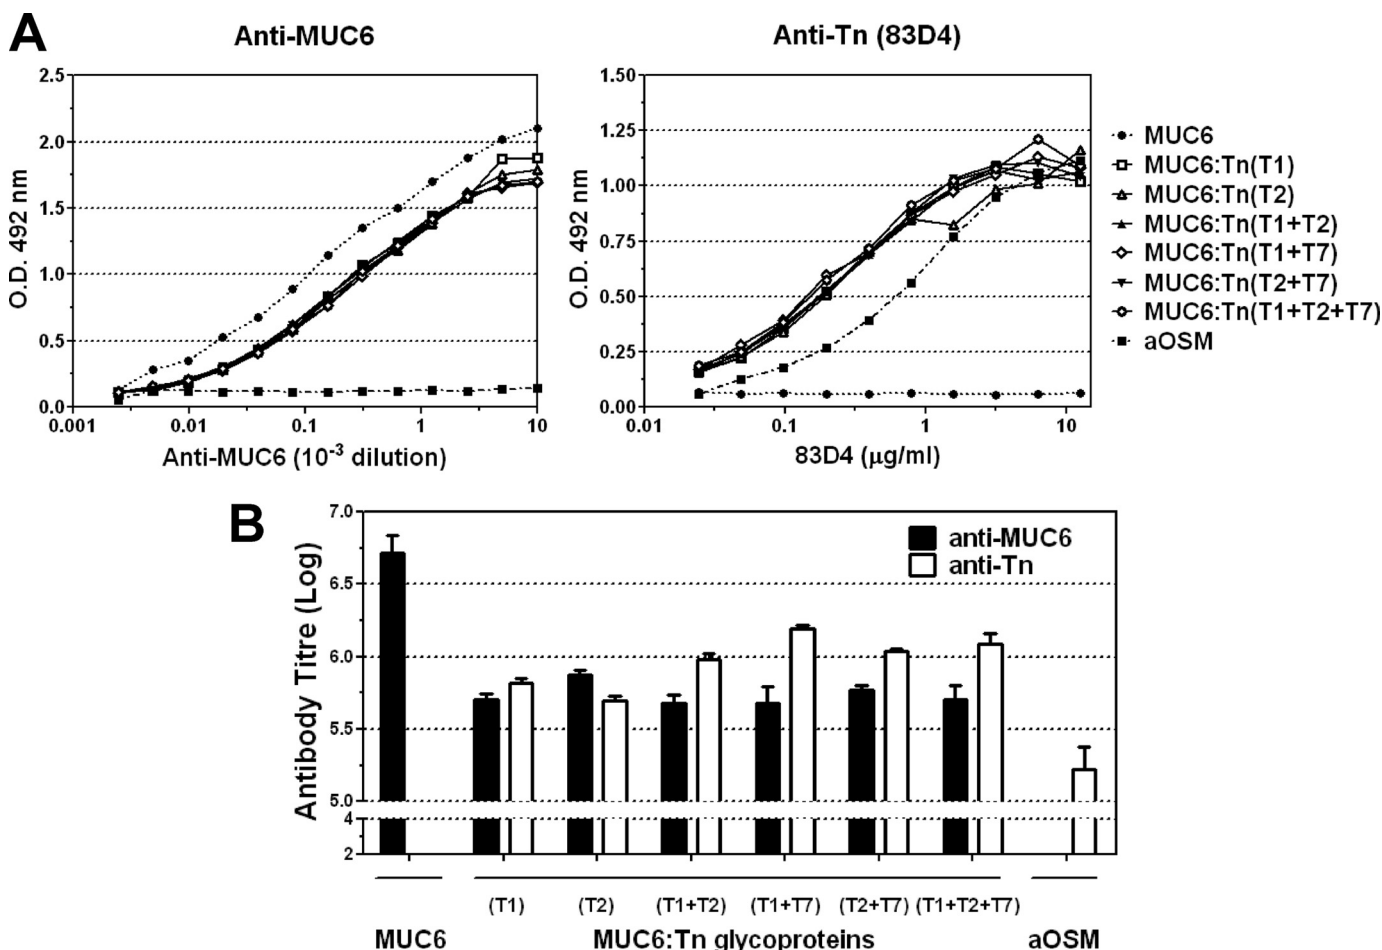 A
Anti-MUC6
Anti-Tn (83D4)
2.5
2.0
1.5
1.0
0.5
0.0
O.D. 492 nm
0.001
0.01
0.1
1
10
Anti-MUC6 (10-3 dilution)
1.50
1.25
1.00
0.75
0.50
0.25
0.00
O.D. 492 nm
0.01
0.1
1
10
83D4 (μg/ml)
MUC6
MUC6:Tn(T1)
MUC6:Tn(T2)
MUC6:Tn(T1+T2)
MUC6:Tn(T1+T7)
MUC6:Tn(T2+T7)
MUC6:Tn(T1+T2+T7)
aOSM
B
7.0
6.5
6.0
5.5
5.0
4
2
Antibody Titre (Log)
anti-MUC6
anti-Tn
(T1)
(T2)
(T1+T2)
(T1+T7)
(T2+T7)
(T1+T2+T7)
MUC6
MUC6:Tn glycoproteins
aOSM